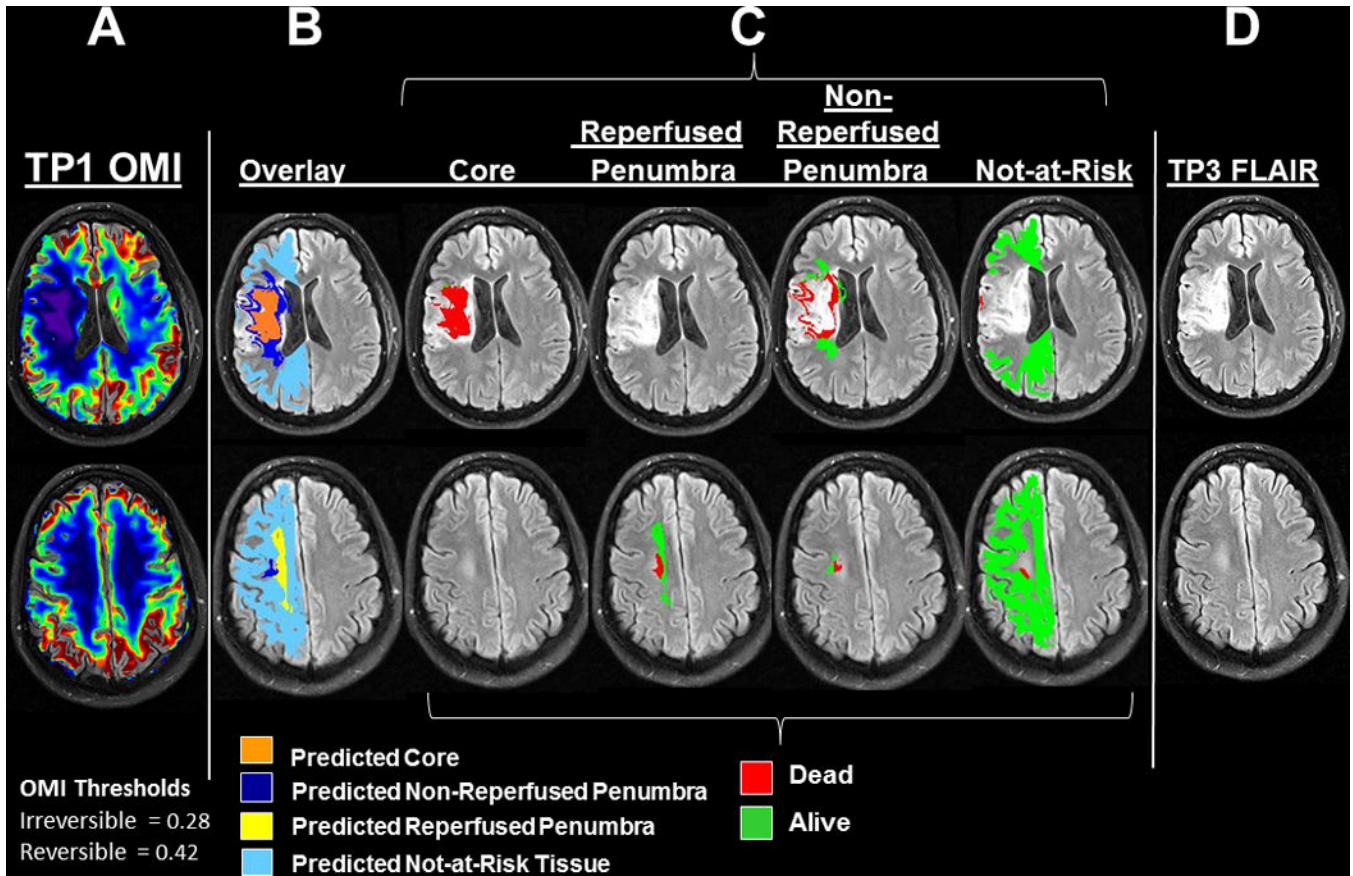 A
B
C
D
TP1 OMI
Overlay
Core
Reperfused
Penumbra
Non-
Reperfused
Penumbra
Not-at-Risk
TP3 FLAIR
OMI Thresholds
Irreversible = 0.28
Reversible = 0.42
Predicted Core
Predicted Non-Reperfused Penumbra
Predicted Reperfused Penumbra
Predicted Not-at-Risk Tissue
Dead
Alive